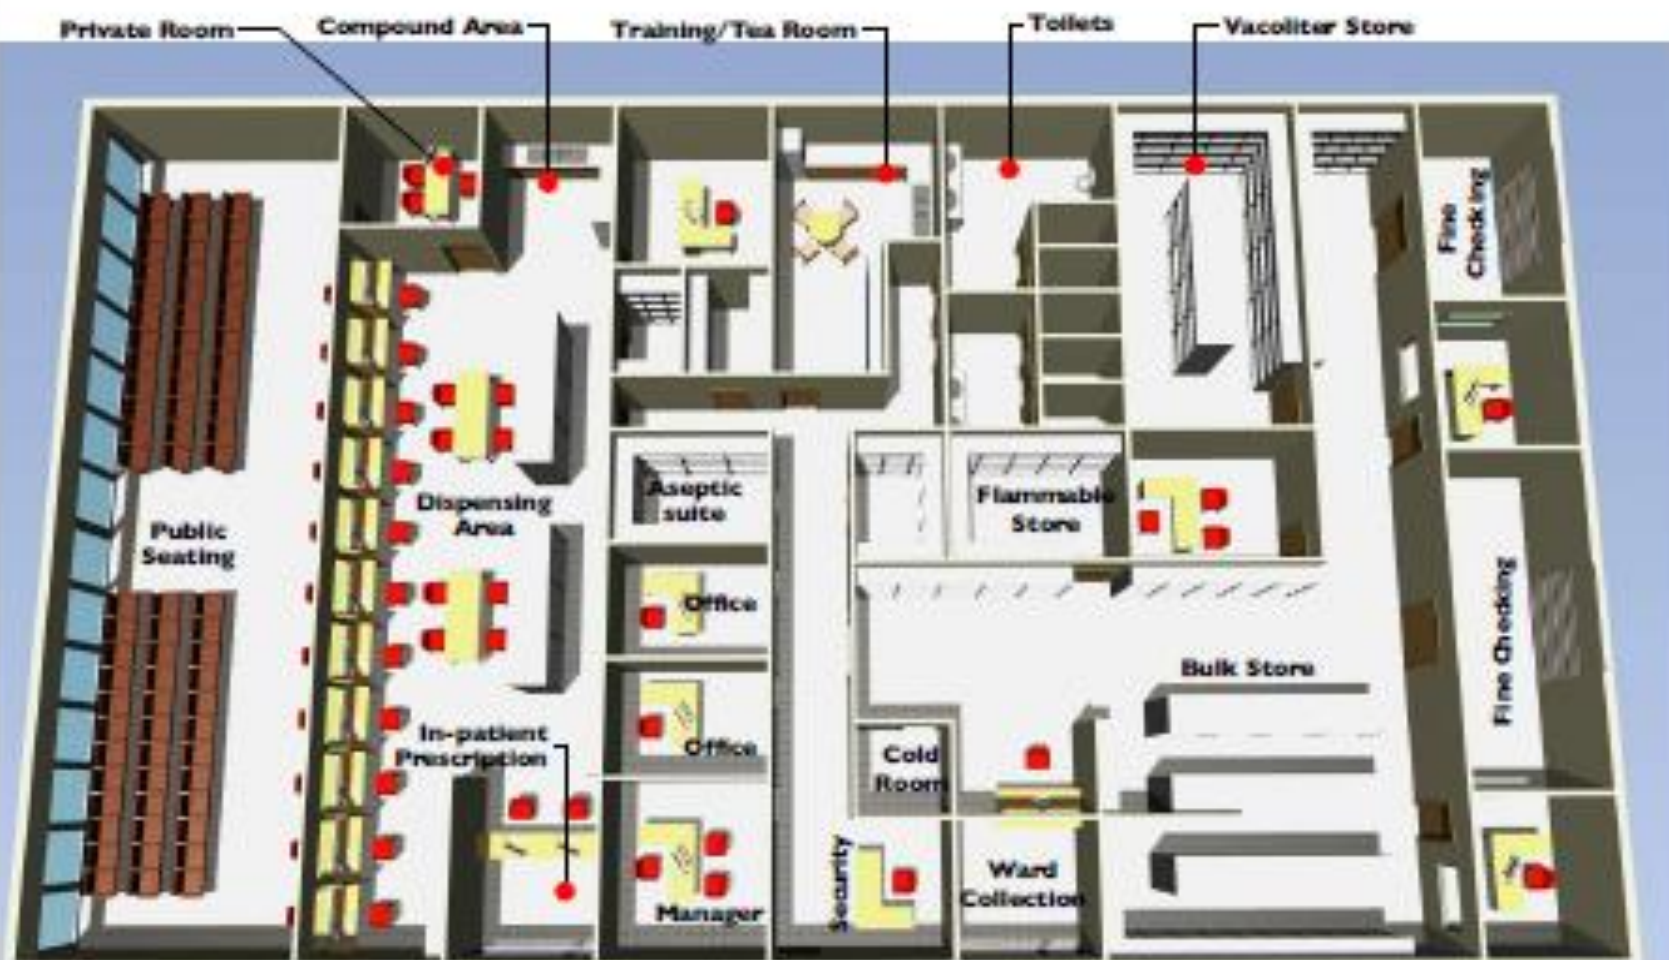 Private Room
Compound Area
Training/Tea Room
Toilets
Vacoliter Store
Fine
Checking
Dispensing
Area
Aseptic
suite
Flammable
Store
Public
Seating
Office
Fine Checking
Bulk Store
In-patient
Prescription
Office
Cold
Room
Security
Ward
Collection
Manager